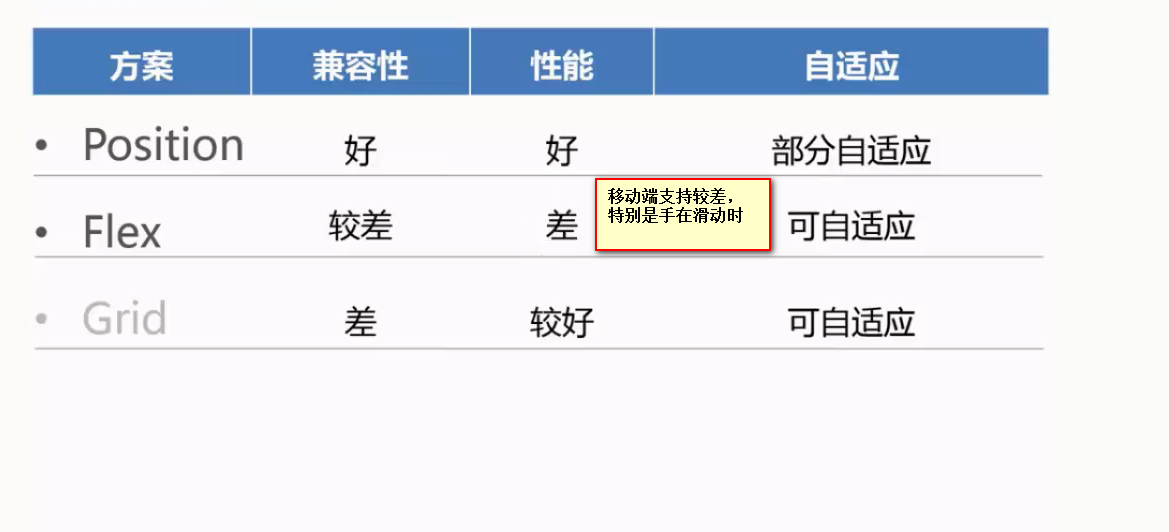 方案 兼容性 性能 自适应
• Position 好 好 部分自适应
移动端支持较差，
特别是手在滑动时
• Flex 较差 差 可自适应
• Grid 差 较好 可自适应